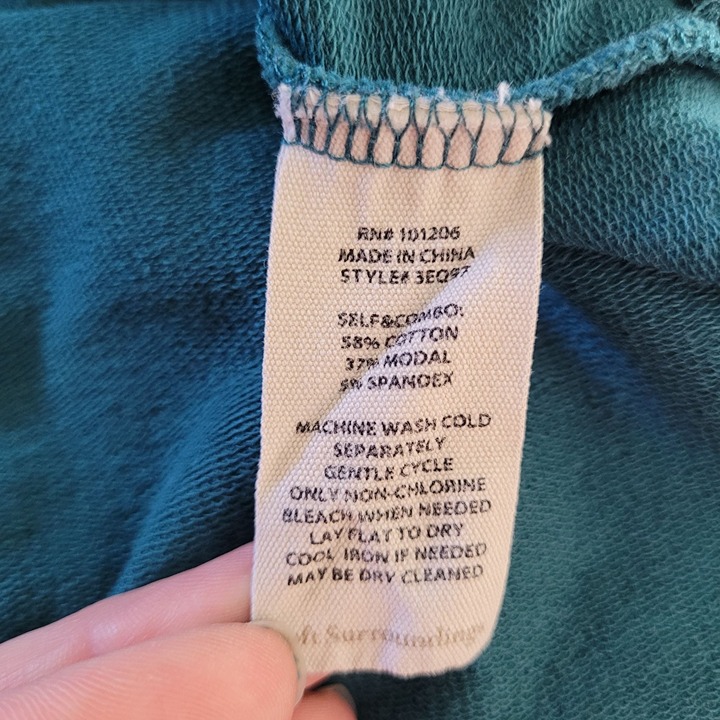 RN# 101206
MADE IN CHINA
STYLE#
SELF&COMBO:
58% COTTON
37% MODAL
5% SPANDEX
MACHINE WASH COLD
SEPARATELY
GENTLE CYCLE
ONLY NON-CHLORINE
BLEACH WHEN NEEDED
LAY FLAT TO DRY
COOL IRON IF NEEDED
MAY BE DRY CLEANED
ft Surroundings